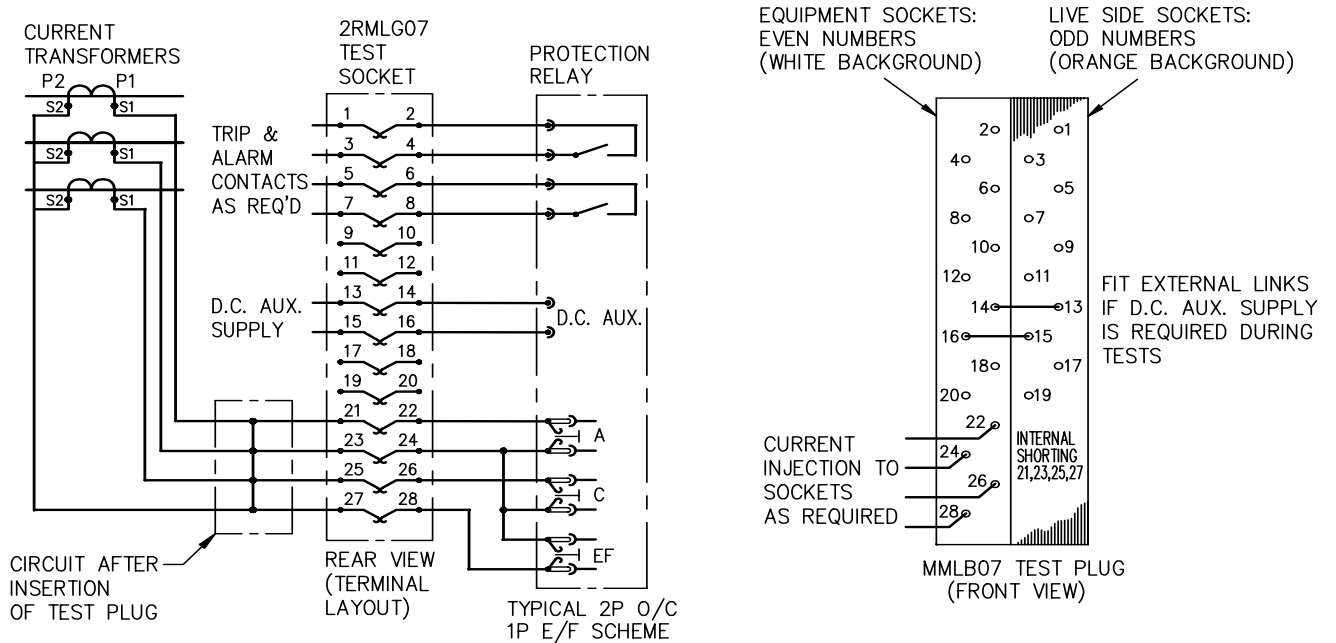 CURRENT
TRANSFORMERS
P2 P1
S2 S1
S2 S1
S2 S1
2RMLG07
TEST
SOCKET
PROTECTION
RELAY
TRIP &
ALARM
CONTACTS
AS REQ'D
D.C. AUX.
SUPPLY
1 2
3 4
5 6
7 8
9 10
11 12
13 14
15 16
17 18
19 20
21 22
23 24
25 26
27 28
D.C. AUX.
A
C
EF
CIRCUIT AFTER
INSERTION
OF TEST PLUG
REAR VIEW
(TERMINAL
LAYOUT)
TYPICAL 2P O/C
1P E/F SCHEME
EQUIPMENT SOCKETS:
EVEN NUMBERS
(WHITE BACKGROUND)
LIVE SIDE SOCKETS:
ODD NUMBERS
(ORANGE BACKGROUND)
2 1
4 3
6 5
8 7
10 9
12 11
14 13
16 15
18 17
20 19
22
24
26
28
INTERNAL
SHORTING
21,23,25,27
FIT EXTERNAL LINKS
IF D.C. AUX. SUPPLY
IS REQUIRED DURING
TESTS
CURRENT
INJECTION TO
SOCKETS
AS REQUIRED
MMLB07 TEST PLUG
(FRONT VIEW)